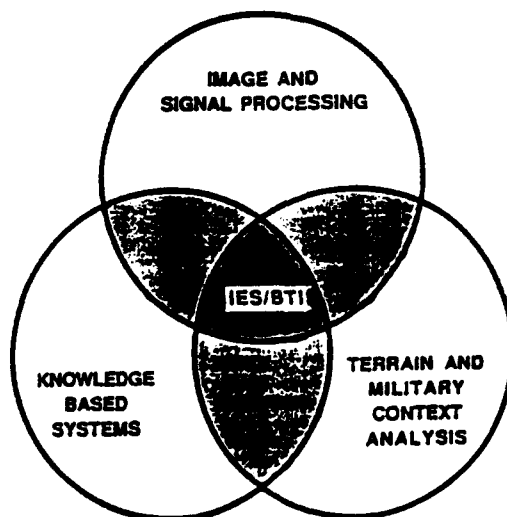 IMAGE AND
SIGNAL PROCESSING
IES/BTI
KNOWLEDGE
BASED
SYSTEMS
TERRAIN AND
MILITARY
CONTEXT
ANALYSIS